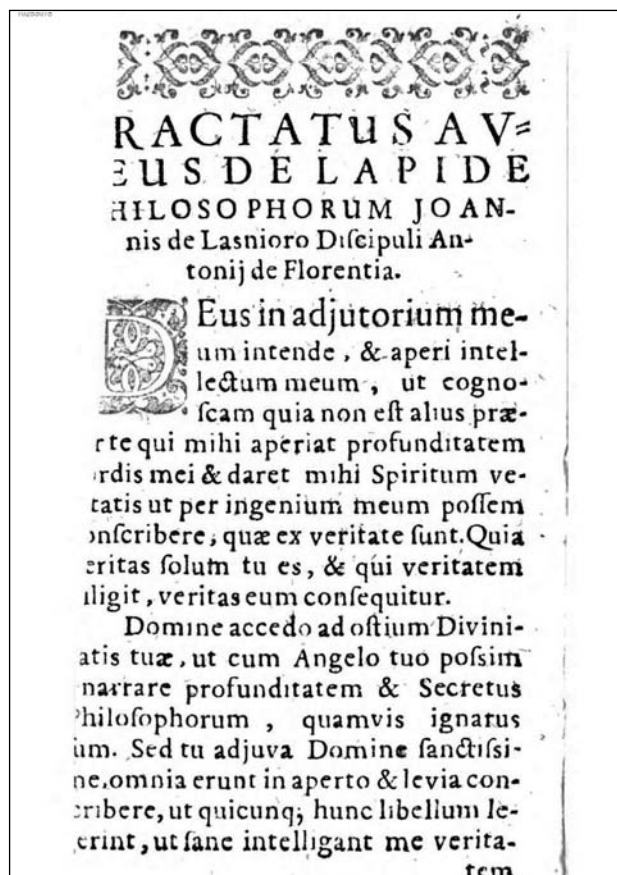 RACTATUS AV=
EUS DE LAPIDE
HILOSOPHORUM JOAN-
nis de Lasnioro Diſcipuli An-
tonij de Florentia.
DEus in adjutorium me-
um intende, & aperi intel-
lectum meum, ut cogno-
ſcam quia non eſt alius præ-
rte qui mihi aperiat profunditatem
rdis mei & daret mihi Spiritum ve-
tatis ut per ingenium meum poſſem
onſcribere, quæ ex veritate ſunt. Quia
eritas ſolum tu es, & qui veritatem
iligit, veritas eum conſequitur.
Domine accedo ad oſtium Divini-
atis tuæ, ut cum Angelo tuo poſsim
narrare profunditatem & Secretus
Philoſophorum, quamvis ignarus
um. Sed tu adjuva Domine ſanctiſsi-
ne, omnia erunt in aperto & levia con-
cribere, ut quicunq; hunc libellum le-
erint, ut ſane intelligant me verita-
tem